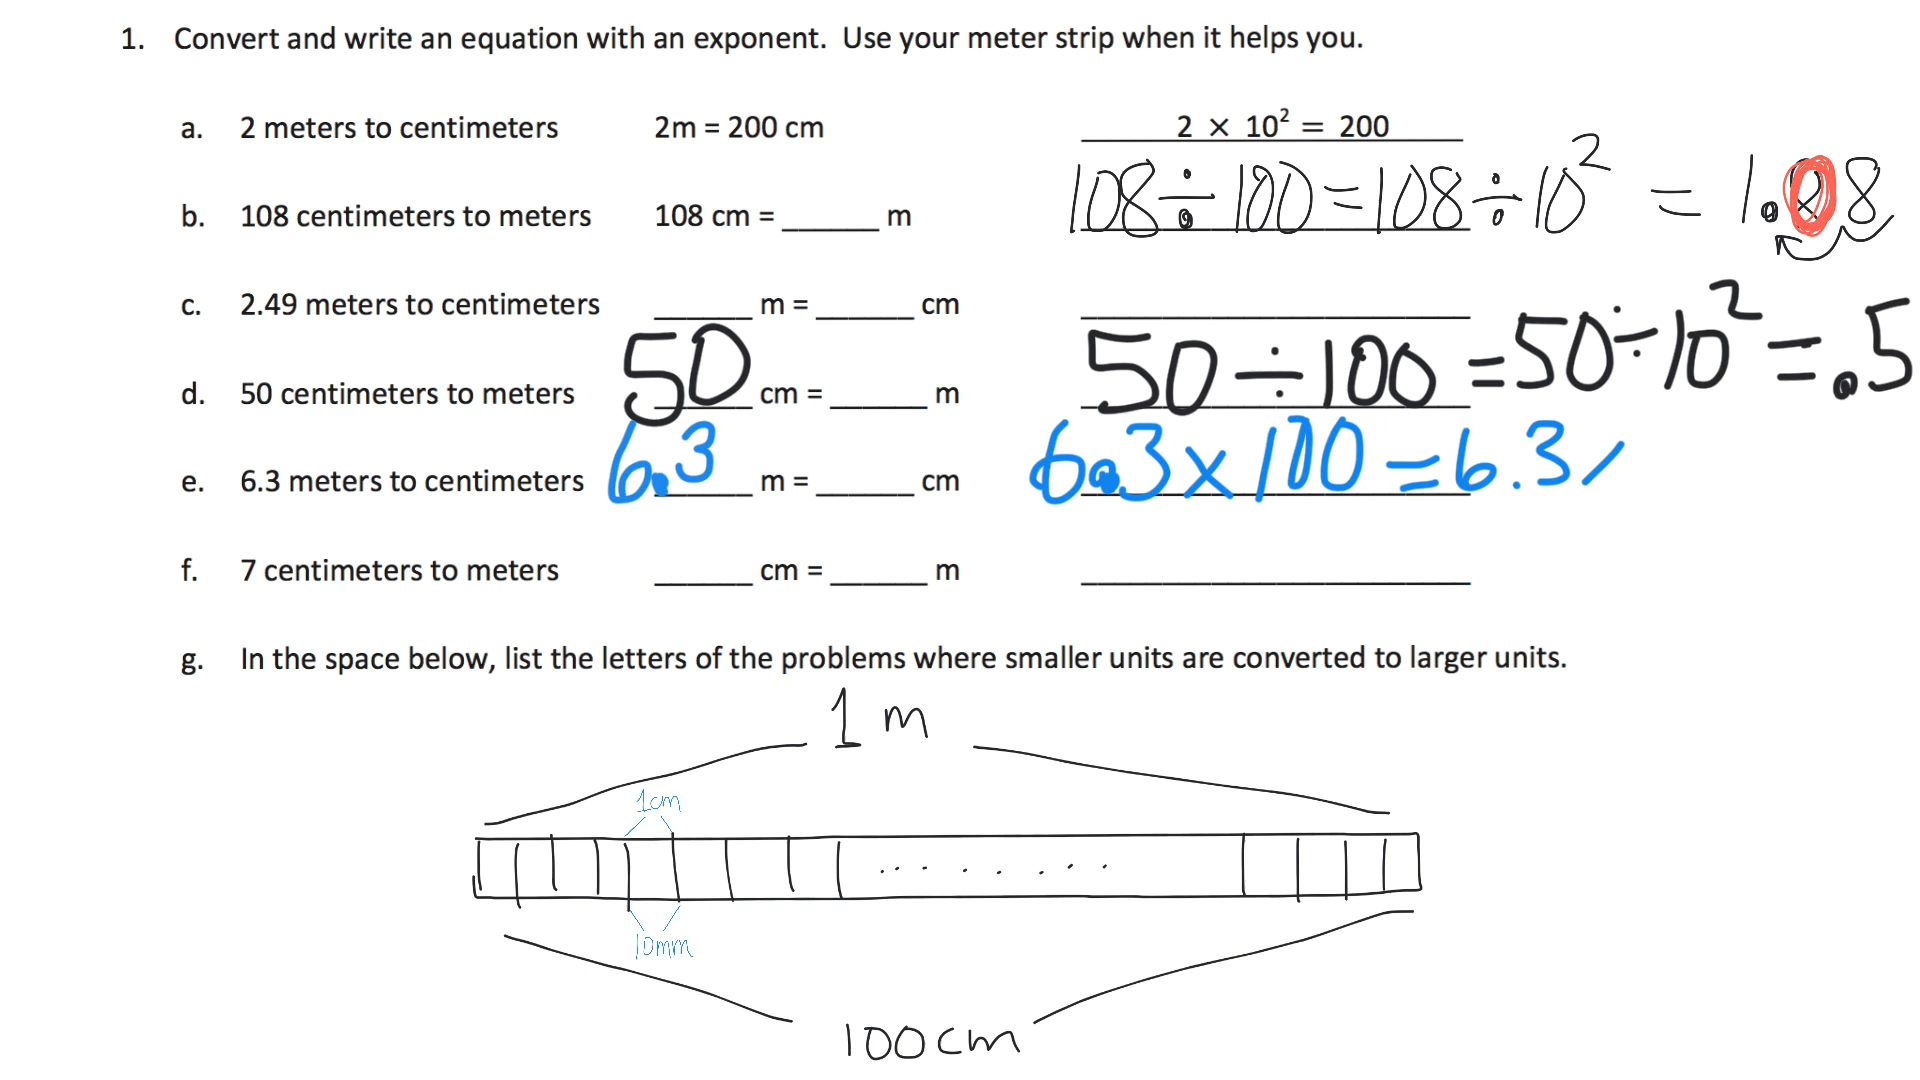 1. Convert and write an equation with an exponent. Use your meter strip when it helps you.
a. 2 meters to centimeters 2m = 200 cm 2 × 10² = 200
b. 108 centimeters to meters 108 cm = ______ m 108 ÷ 100 = 108 ÷ 10² = 1.08
c. 2.49 meters to centimeters ______ m = ______ cm ______
d. 50 centimeters to meters 50 cm = ______ m 50 ÷ 100 = 50 ÷ 10² = .5
e. 6.3 meters to centimeters 6.3 m = ______ cm 6.3 x 100 = 6.3
f. 7 centimeters to meters ______ cm = ______ m ______
g. In the space below, list the letters of the problems where smaller units are converted to larger units.
1 m
1cm
10mm
100cm